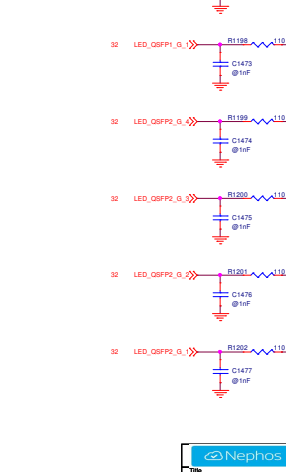 R1198 110
32 LED_QSFP1_G_1
C1473
@1nF
R1199 110
32 LED_QSFP2_G_4
C1474
@1nF
R1200 110
32 LED_QSFP2_G_3
C1475
@1nF
R1201 110
32 LED_QSFP2_G_2
C1476
@1nF
R1202 110
32 LED_QSFP2_G_1
C1477
@1nF
Nephos
Title